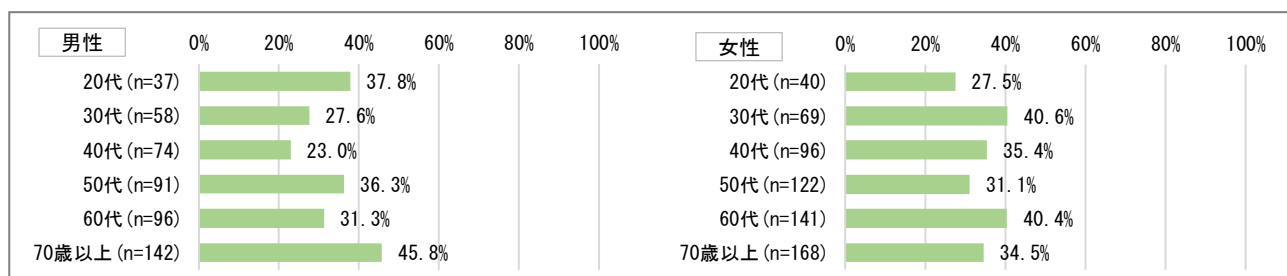 男性
0% 20% 40% 60% 80% 100%
20代(n=37) 37.8%
30代(n=58) 27.6%
40代(n=74) 23.0%
50代(n=91) 36.3%
60代(n=96) 31.3%
70歳以上(n=142) 45.8%
女性
0% 20% 40% 60% 80% 100%
20代(n=40) 27.5%
30代(n=69) 40.6%
40代(n=96) 35.4%
50代(n=122) 31.1%
60代(n=141) 40.4%
70歳以上(n=168) 34.5%